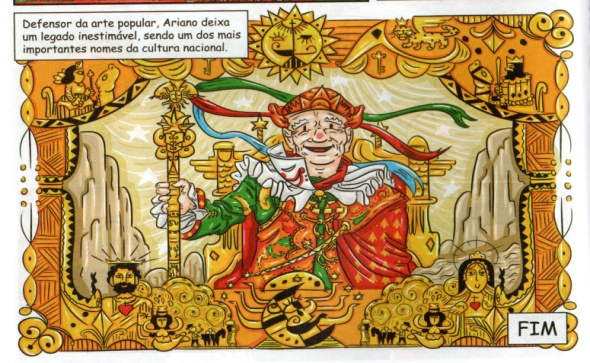 Defensor da arte popular, Ariano deixa
um legado inestimável, sendo um dos mais
importantes nomes da cultura nacional.
FIM